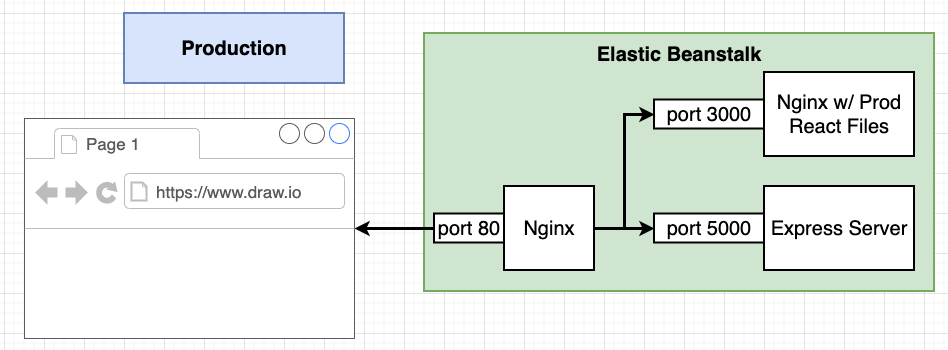 Production
Elastic Beanstalk
Page 1
https://www.draw.io
port 80
Nginx
port 3000
Nginx w/ Prod
React Files
port 5000
Express Server